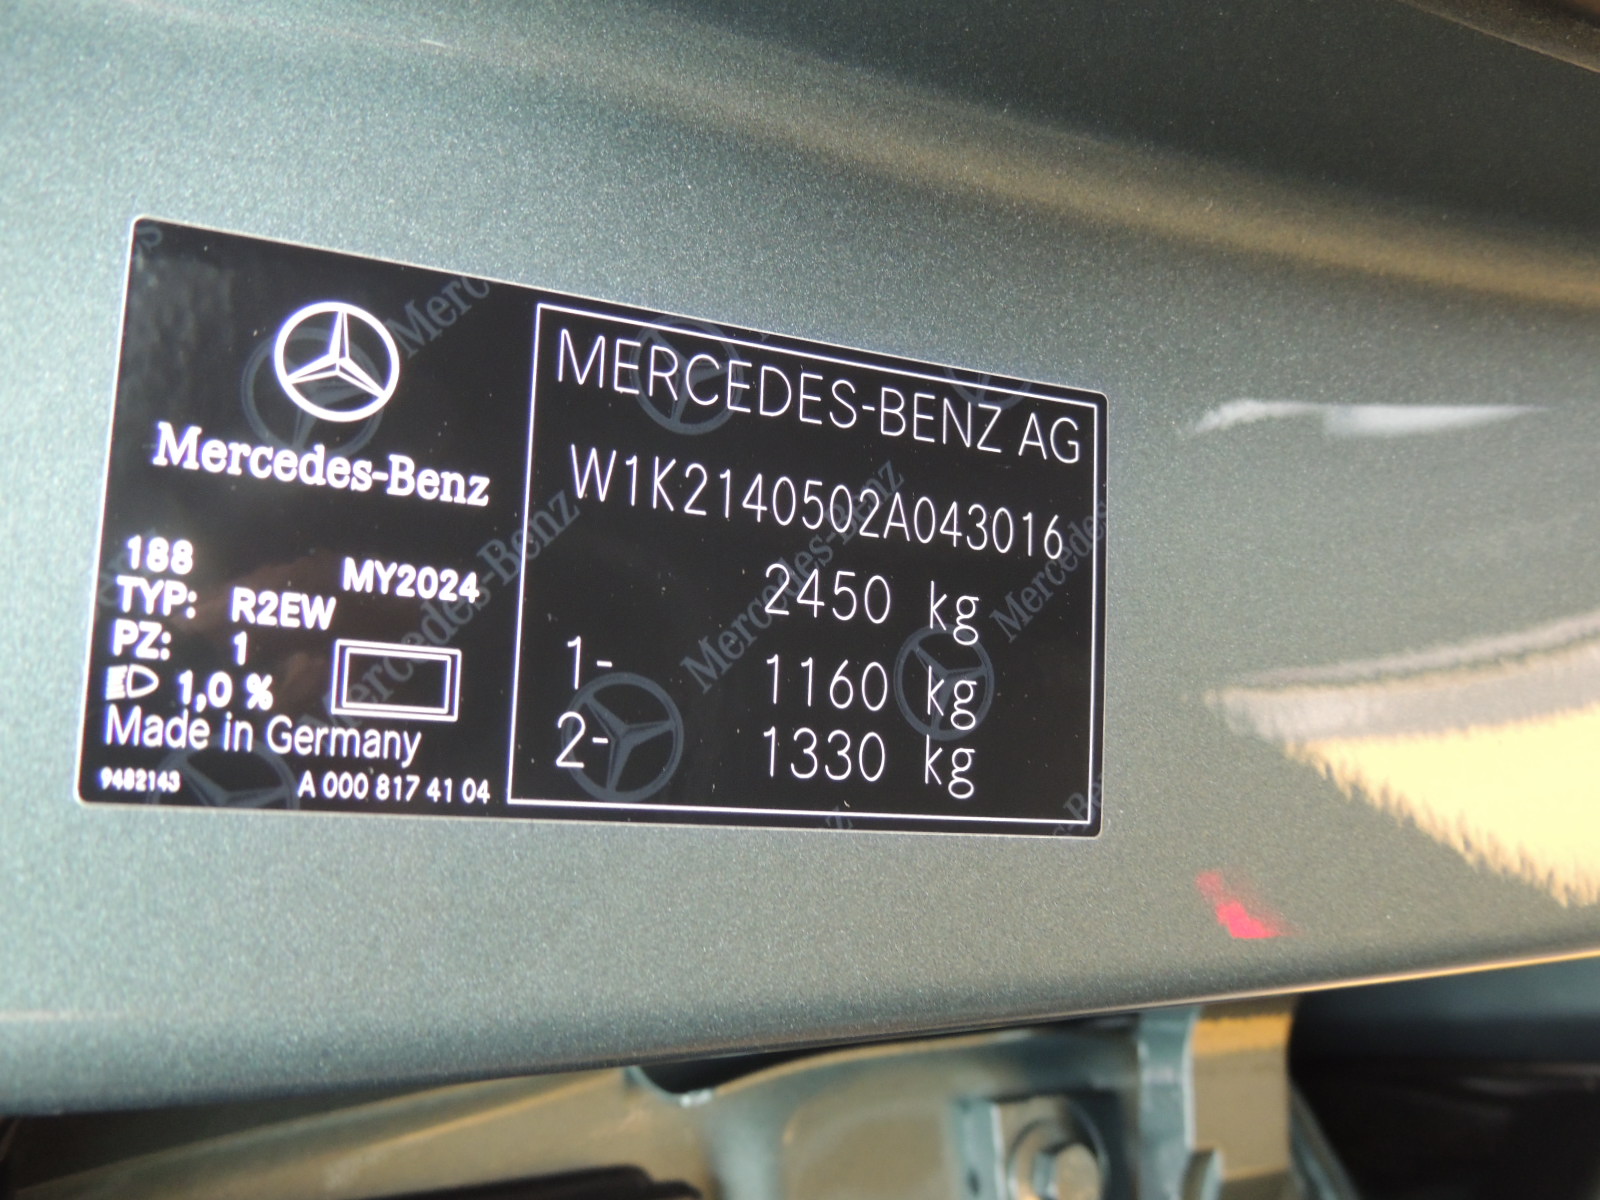 Mercedes-Benz
188 MY2024
TYP: R2EW
PZ: 1
1,0 %
Made in Germany
9482143 A 000 817 41 04
MERCEDES-BENZ AG
W1K2140502A043016
2450 kg
1- 1160 kg
2- 1330 kg